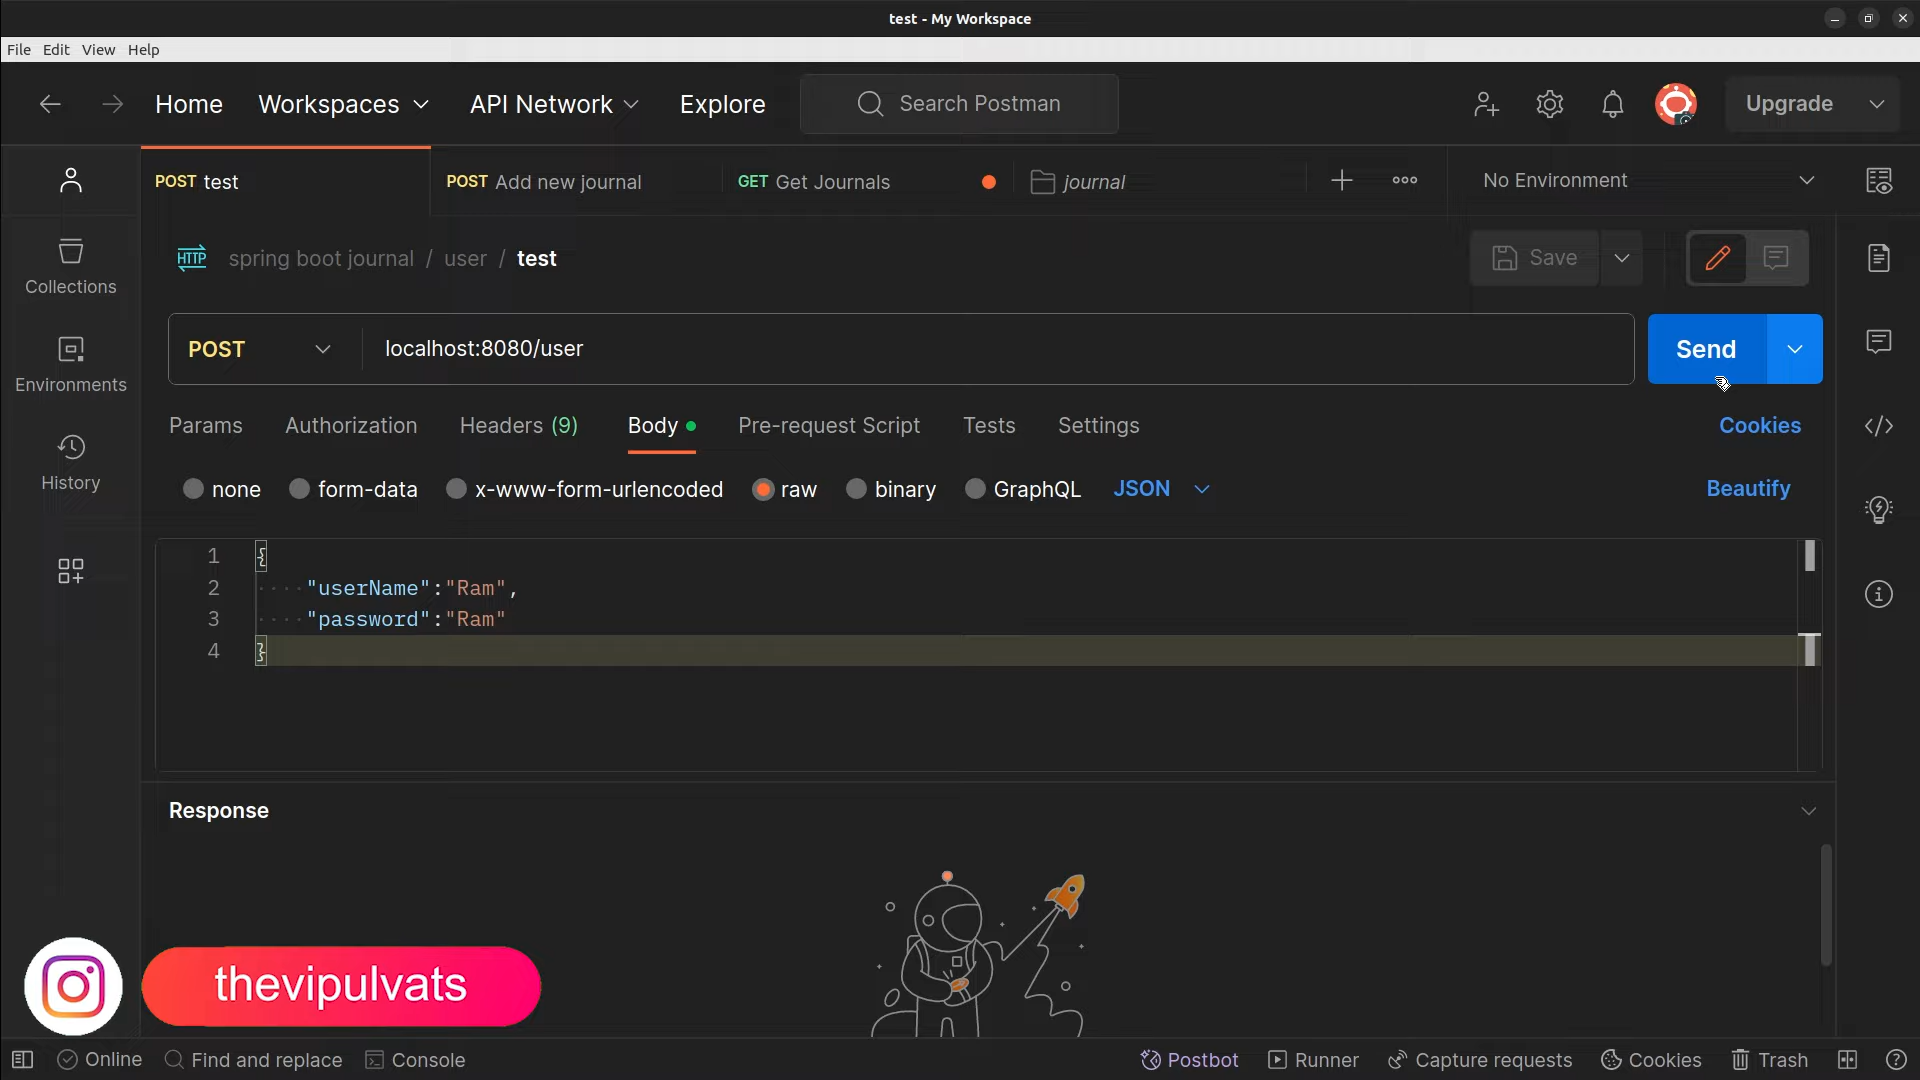 test - My Workspace
File Edit View Help
Home Workspaces API Network Explore Search Postman Upgrade
POST test POST Add new journal GET Get Journals journal No Environment
HTTP spring boot journal / user / test Save
Collections
POST localhost:8080/user Send
Environments
Params Authorization Headers (9) Body Pre-request Script Tests Settings Cookies
History
none form-data x-www-form-urlencoded raw binary GraphQL JSON Beautify
1 {
2 "userName":"Ram",
3 "password":"Ram"
4 }
Response
thevipulvats
Online Find and replace Console Postbot Runner Capture requests Cookies Trash